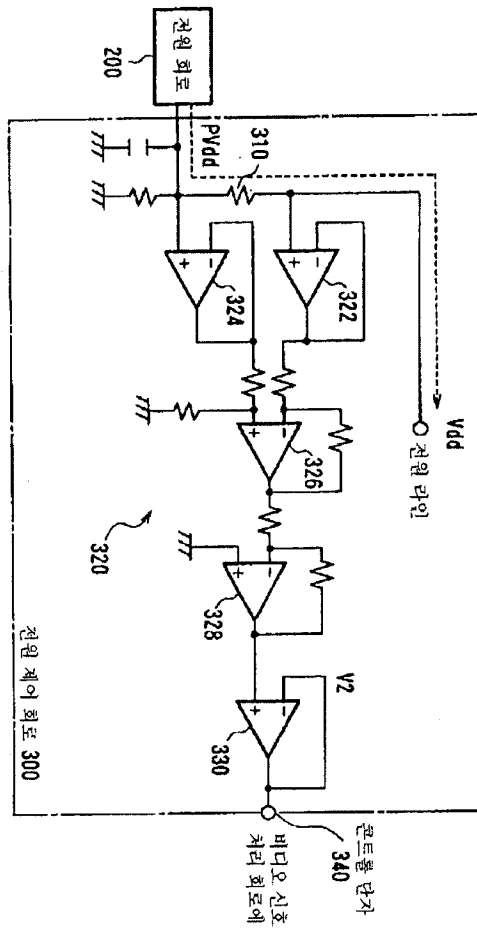 전원 회로
200
PVdd
310
322
324
Vdd
전원 라인
326
320
328
V2
330
전원 제어 회로 300
340
콘트롤 단자
비디오 신호
처리 회로에